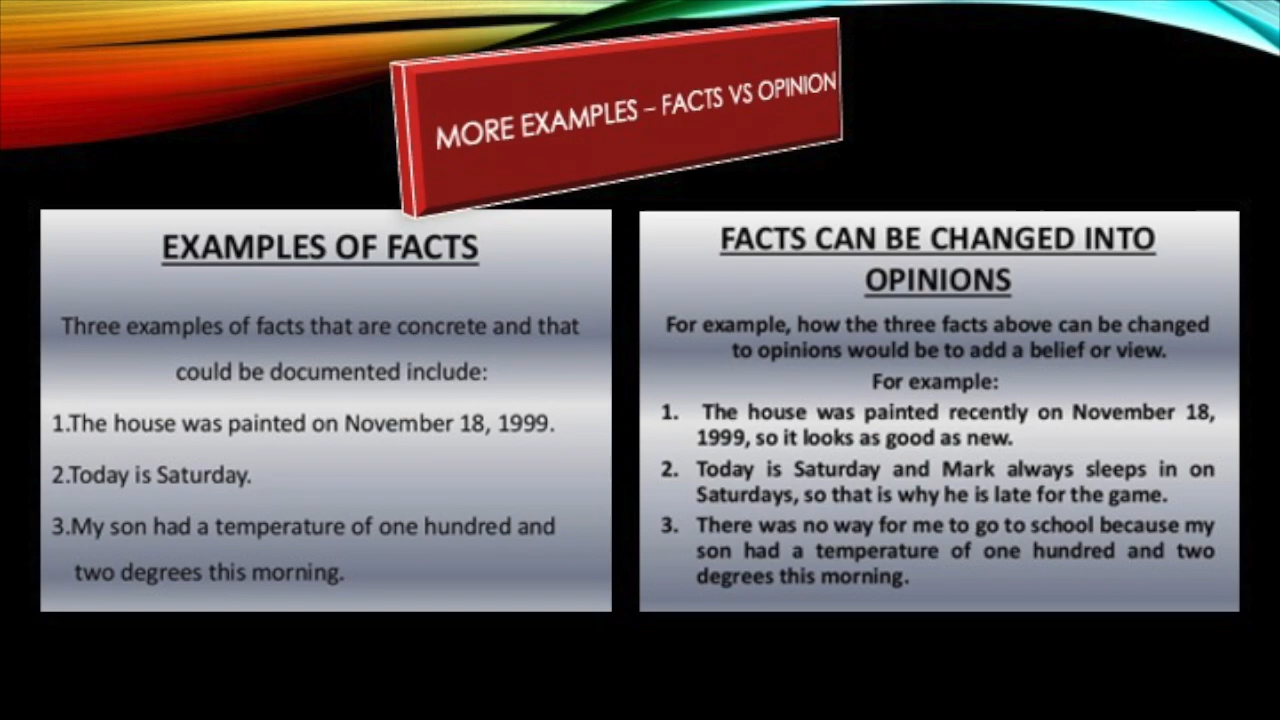 MORE EXAMPLES – FACTS VS OPINION
EXAMPLES OF FACTS
Three examples of facts that are concrete and that
could be documented include:
1.The house was painted on November 18, 1999.
2.Today is Saturday.
3.My son had a temperature of one hundred and
two degrees this morning.
FACTS CAN BE CHANGED INTO
OPINIONS
For example, how the three facts above can be changed
to opinions would be to add a belief or view.
For example:
1. The house was painted recently on November 18,
1999, so it looks as good as new.
2. Today is Saturday and Mark always sleeps in on
Saturdays, so that is why he is late for the game.
3. There was no way for me to go to school because my
son had a temperature of one hundred and two
degrees this morning.